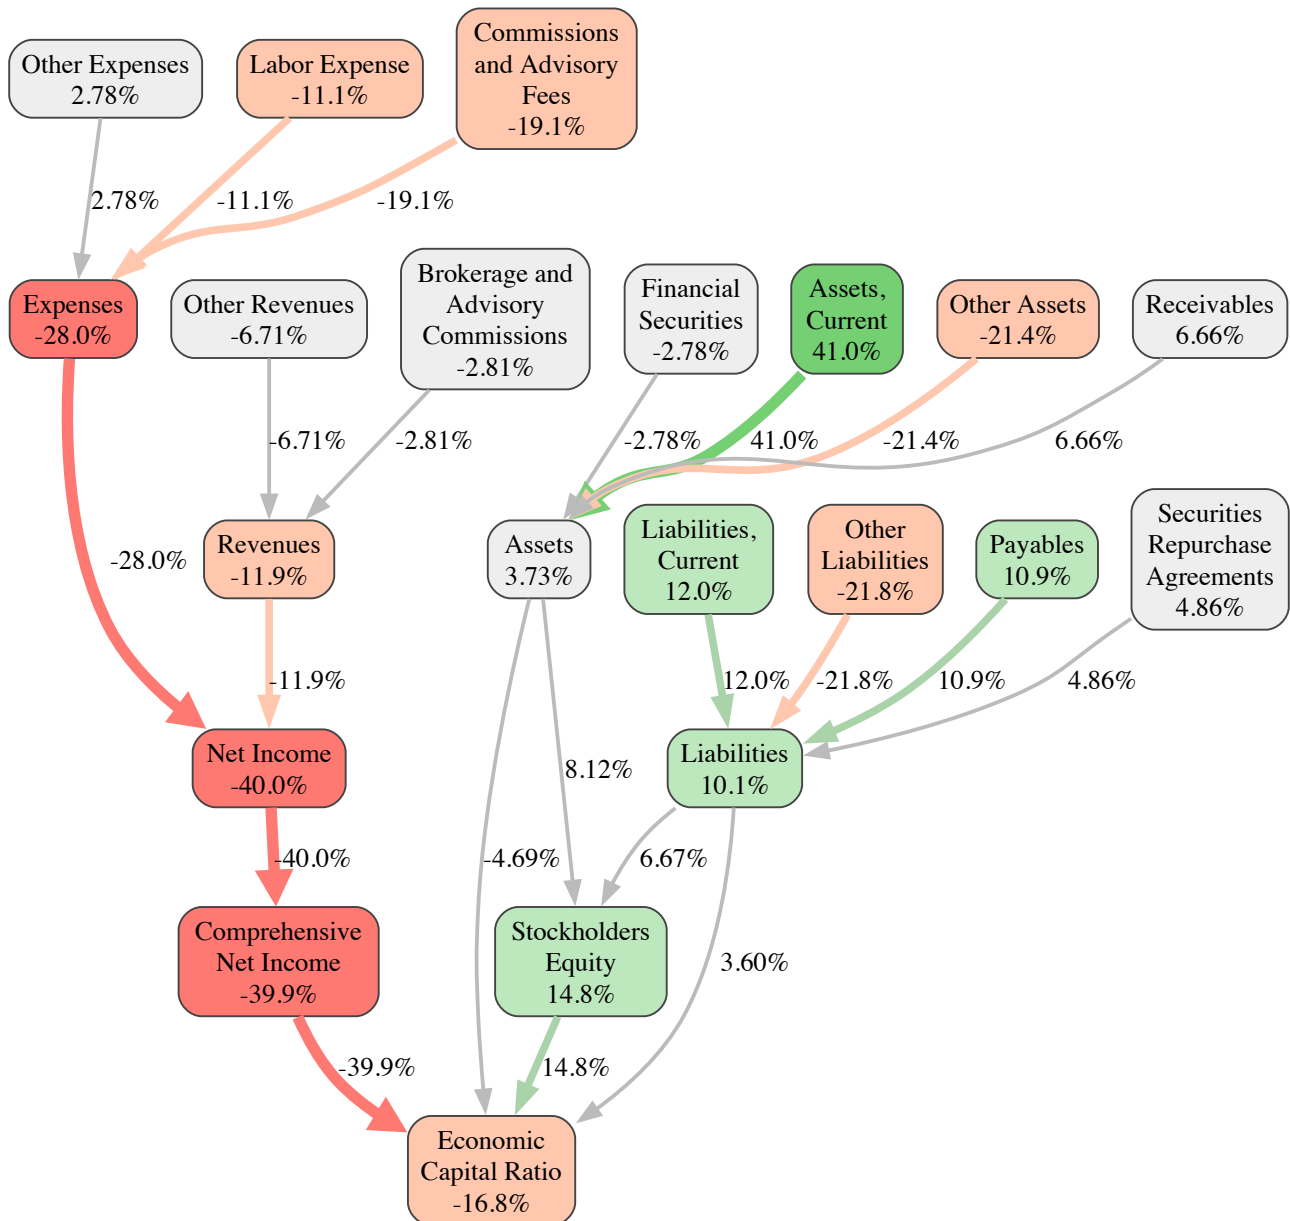 Other Expenses
2.78%
Labor Expense
-11.1%
Commissions
and Advisory
Fees
-19.1%
2.78%
-11.1%
-19.1%
Expenses
-28.0%
Other Revenues
-6.71%
Brokerage and
Advisory
Commissions
-2.81%
Financial
Securities
-2.78%
Assets,
Current
41.0%
Other Assets
-21.4%
Receivables
6.66%
-6.71%
-2.81%
-2.78%
41.0%
-21.4%
6.66%
-28.0%
Revenues
-11.9%
Assets
3.73%
Liabilities,
Current
12.0%
Other
Liabilities
-21.8%
Payables
10.9%
Securities
Repurchase
Agreements
4.86%
-11.9%
12.0%
-21.8%
10.9%
4.86%
Net Income
-40.0%
8.12%
Liabilities
10.1%
-40.0%
-4.69%
6.67%
Comprehensive
Net Income
-39.9%
Stockholders
Equity
14.8%
3.60%
-39.9%
14.8%
Economic
Capital Ratio
-16.8%